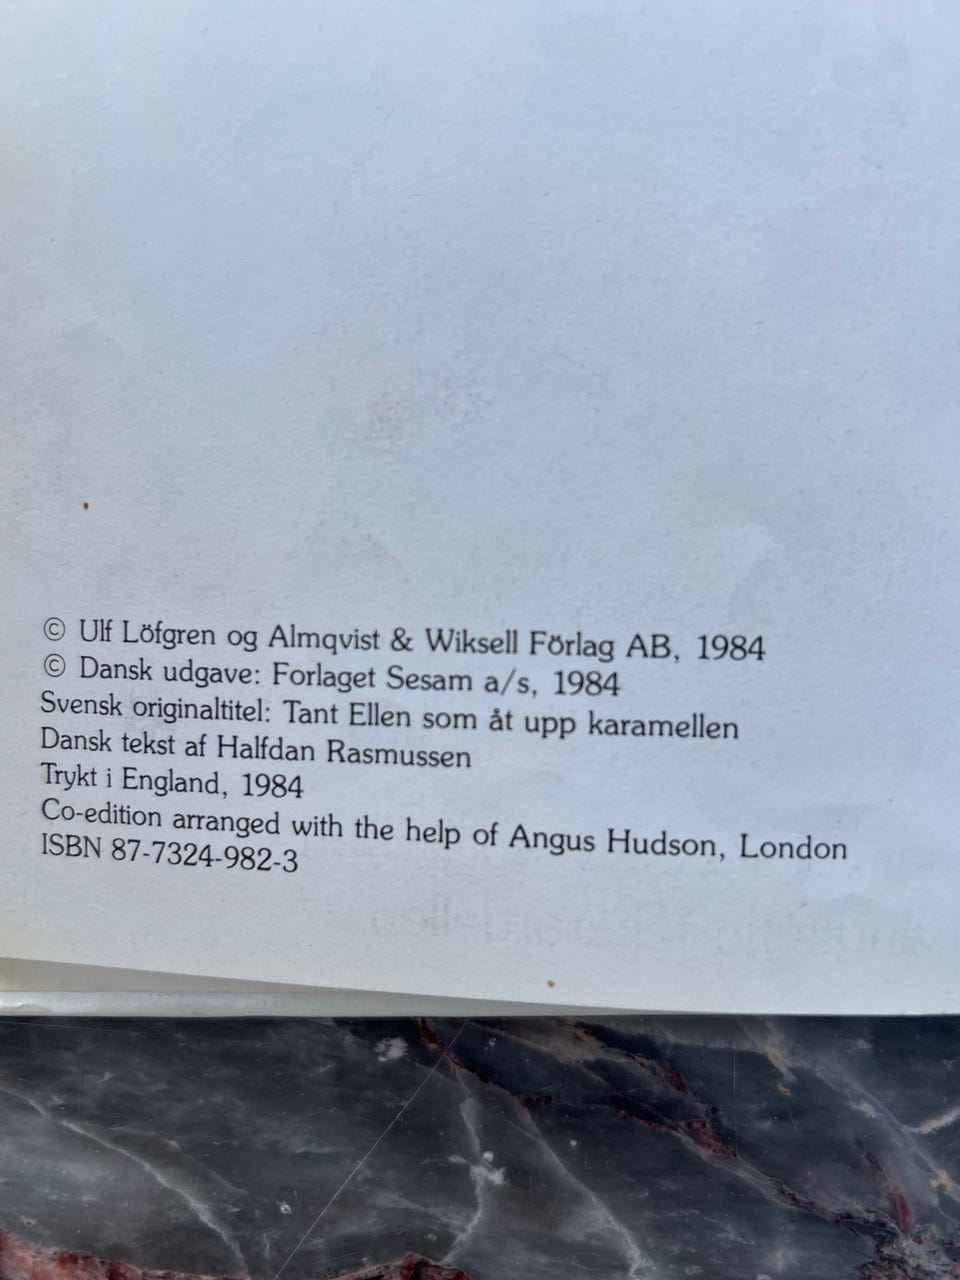 © Ulf Löfgren og Almqvist & Wiksell Förlag AB, 1984
© Dansk udgave: Forlaget Sesam a/s, 1984
Svensk originaltitel: Tant Ellen som åt upp karamellen
Dansk tekst af Halfdan Rasmussen
Trykt i England, 1984
Co-edition arranged with the help of Angus Hudson, London
ISBN 87-7324-982-3